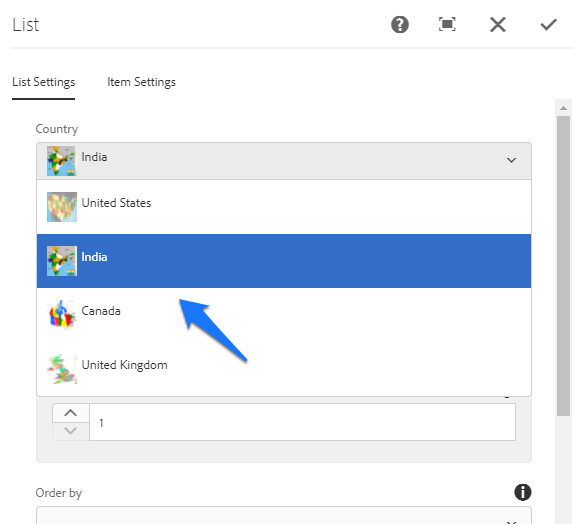 List
List Settings Item Settings
Country
India
United States
India
Canada
United Kingdom
1
Order by